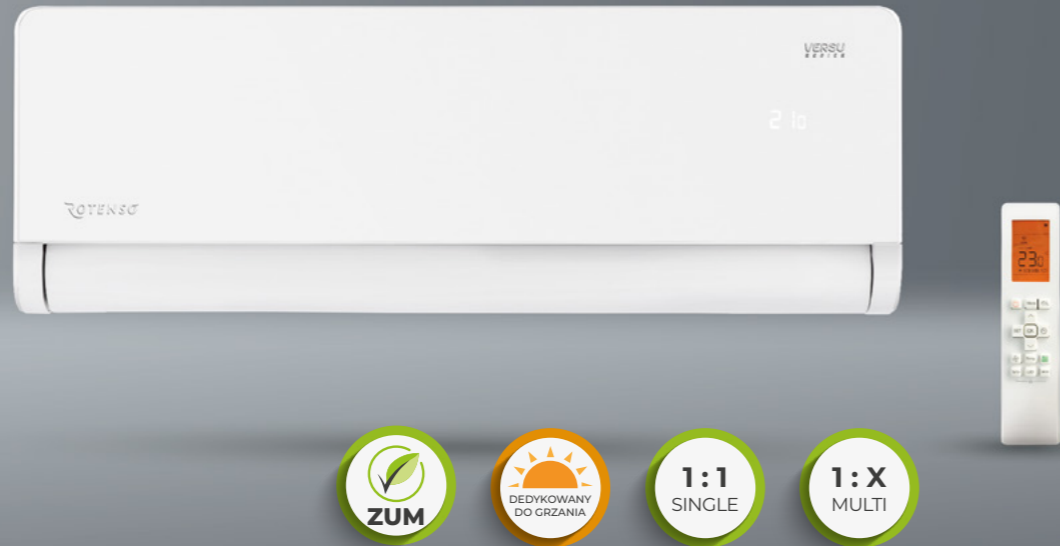 VERSU
SERIES
21°
ROTENSO
23°
ZUM
DEDYKOWANY
DO GRZANIA
1:1
SINGLE
1:X
MULTI